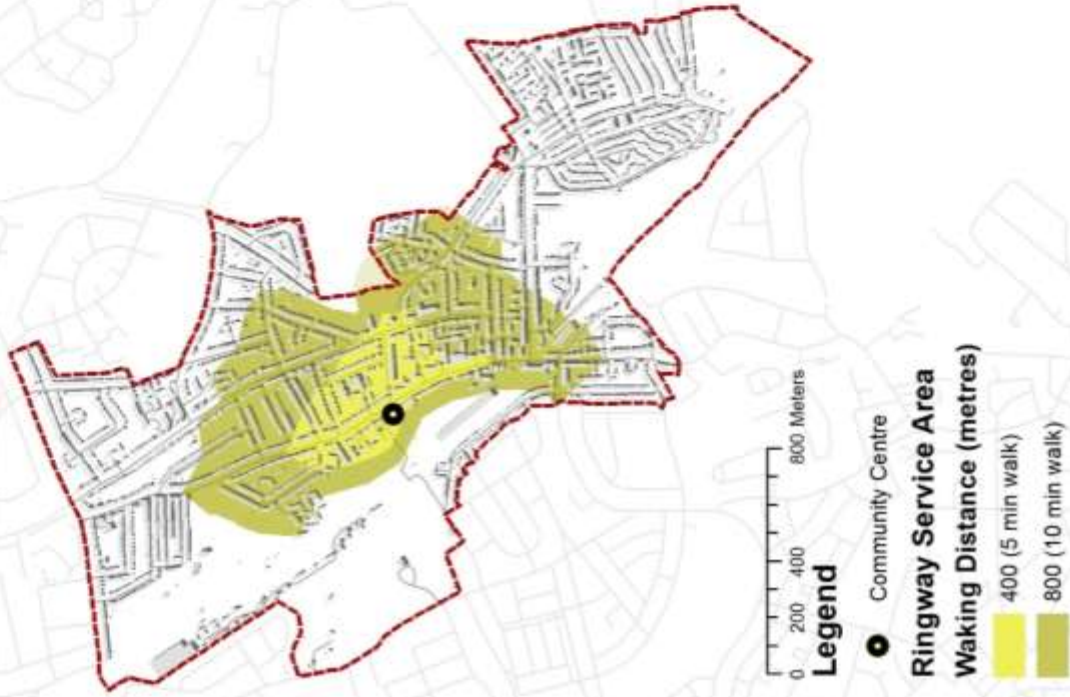 0 200 400 800 Meters
Legend
Community Centre
Ringway Service Area
Waking Distance (metres)
400 (5 min walk)
800 (10 min walk)